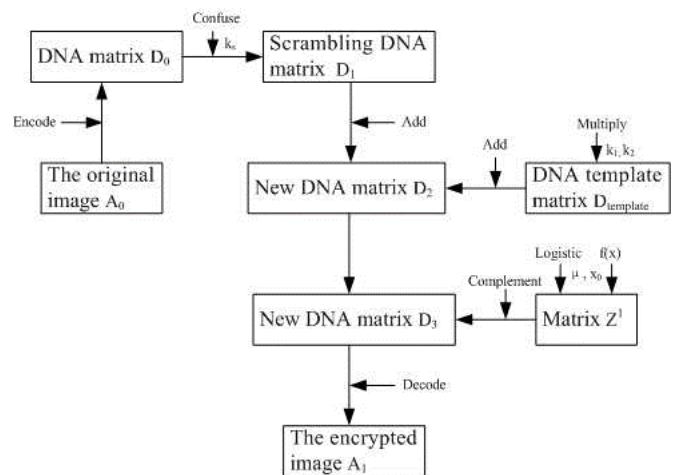 Confuse
DNA matrix D₀
kₛ
Scrambling DNA
matrix D₁
Encode
Add
Multiply
The original
image A₀
New DNA matrix D₂
Add
k₁, k₂
DNA template
matrix D_template
Logistic f(x)
μ , x₀
Complement
New DNA matrix D₃
Matrix Z¹
Decode
The encrypted
image A₁